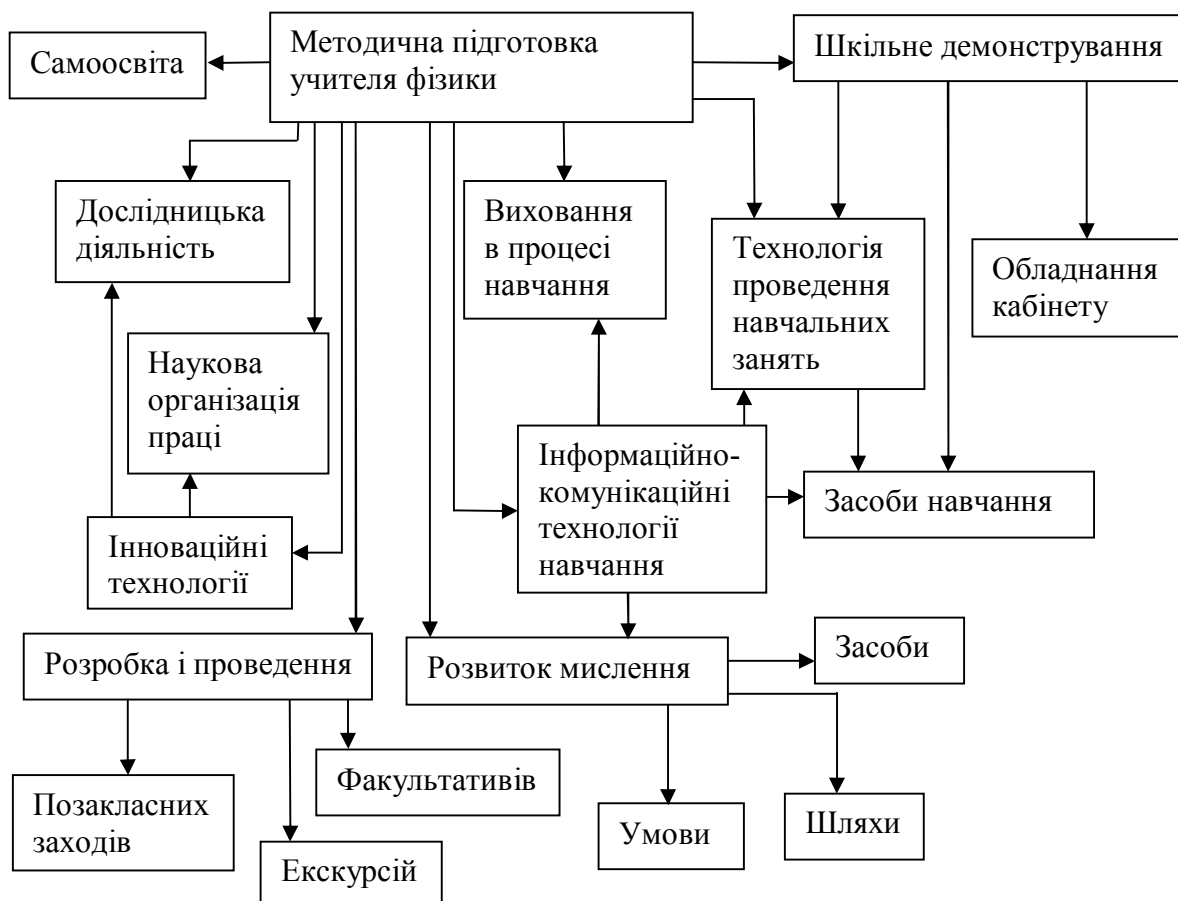 Самоосвіта
Методична підготовка
учителя фізики
Шкільне демонстрування
Дослідницька
діяльність
Виховання
в процесі
навчання
Технологія
проведення
навчальних
занять
Обладнання
кабінету
Наукова
організація
праці
Інформаційно-
комунікаційні
технології
навчання
Засоби навчання
Інноваційні
технології
Розробка і проведення
Розвиток мислення
Засоби
Позакласних
заходів
Факультативів
Умови
Шляхи
Екскурсій